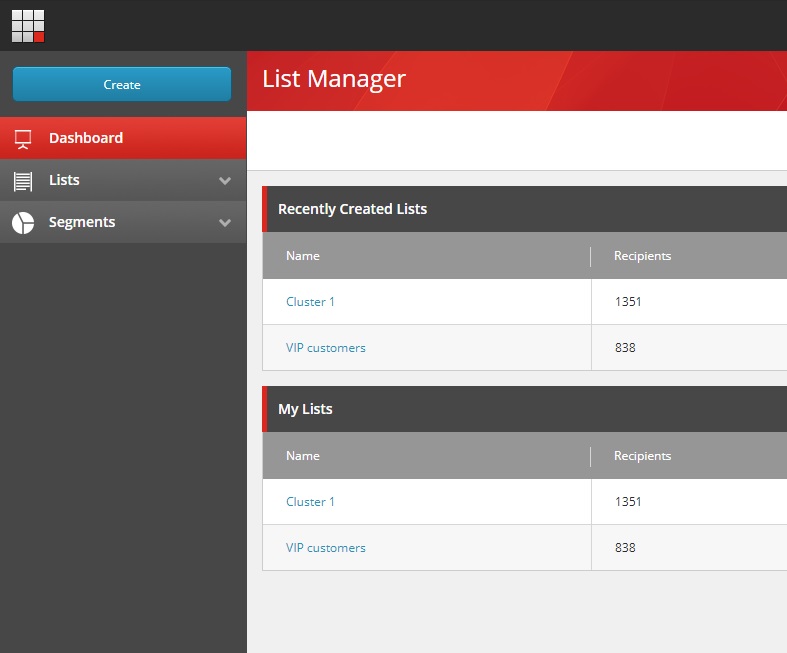 List Manager
Create
Dashboard
Lists
Segments
Recently Created Lists
Name Recipients
Cluster 1 1351
VIP customers 838
My Lists
Name Recipients
Cluster 1 1351
VIP customers 838